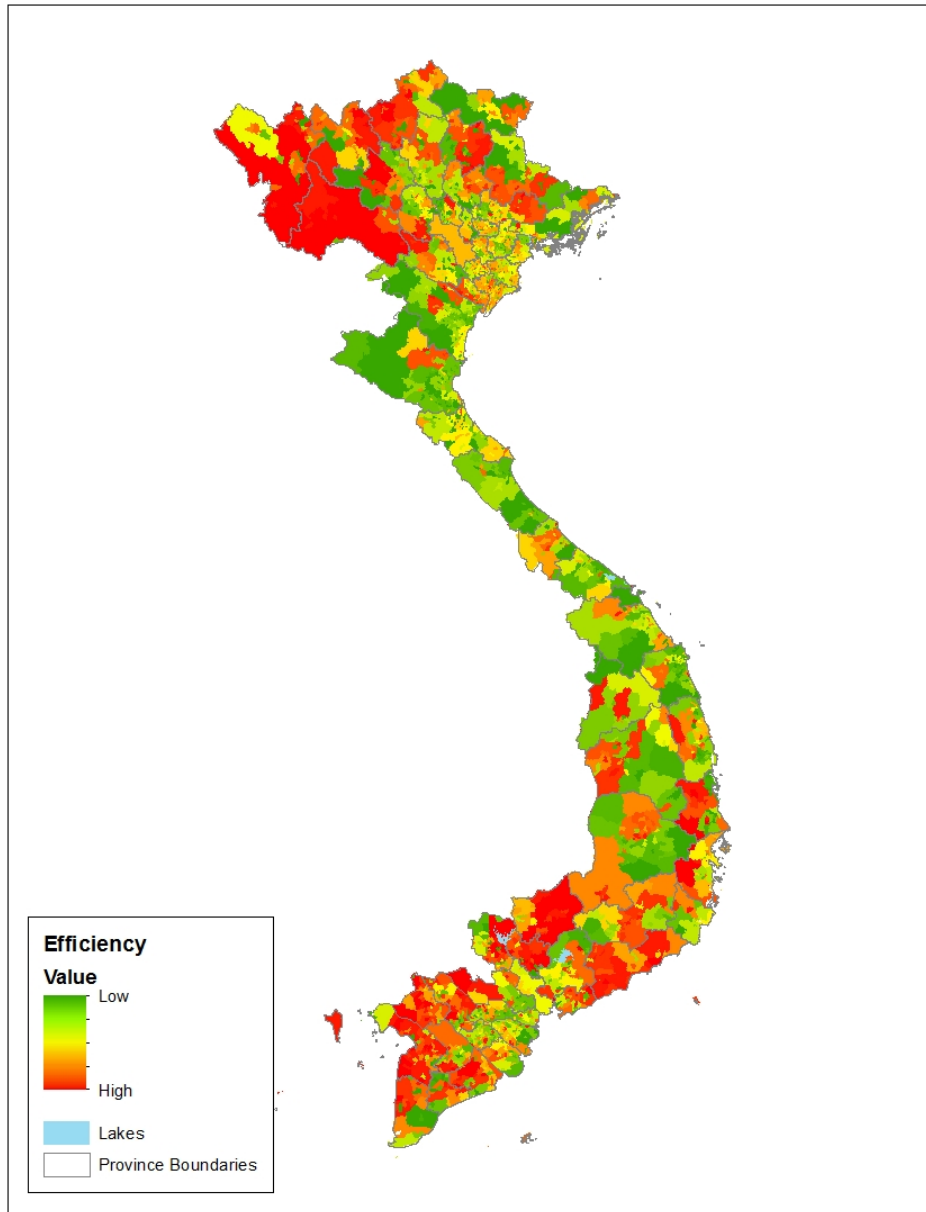 Efficiency
Value
Low
High
Lakes
Province Boundaries